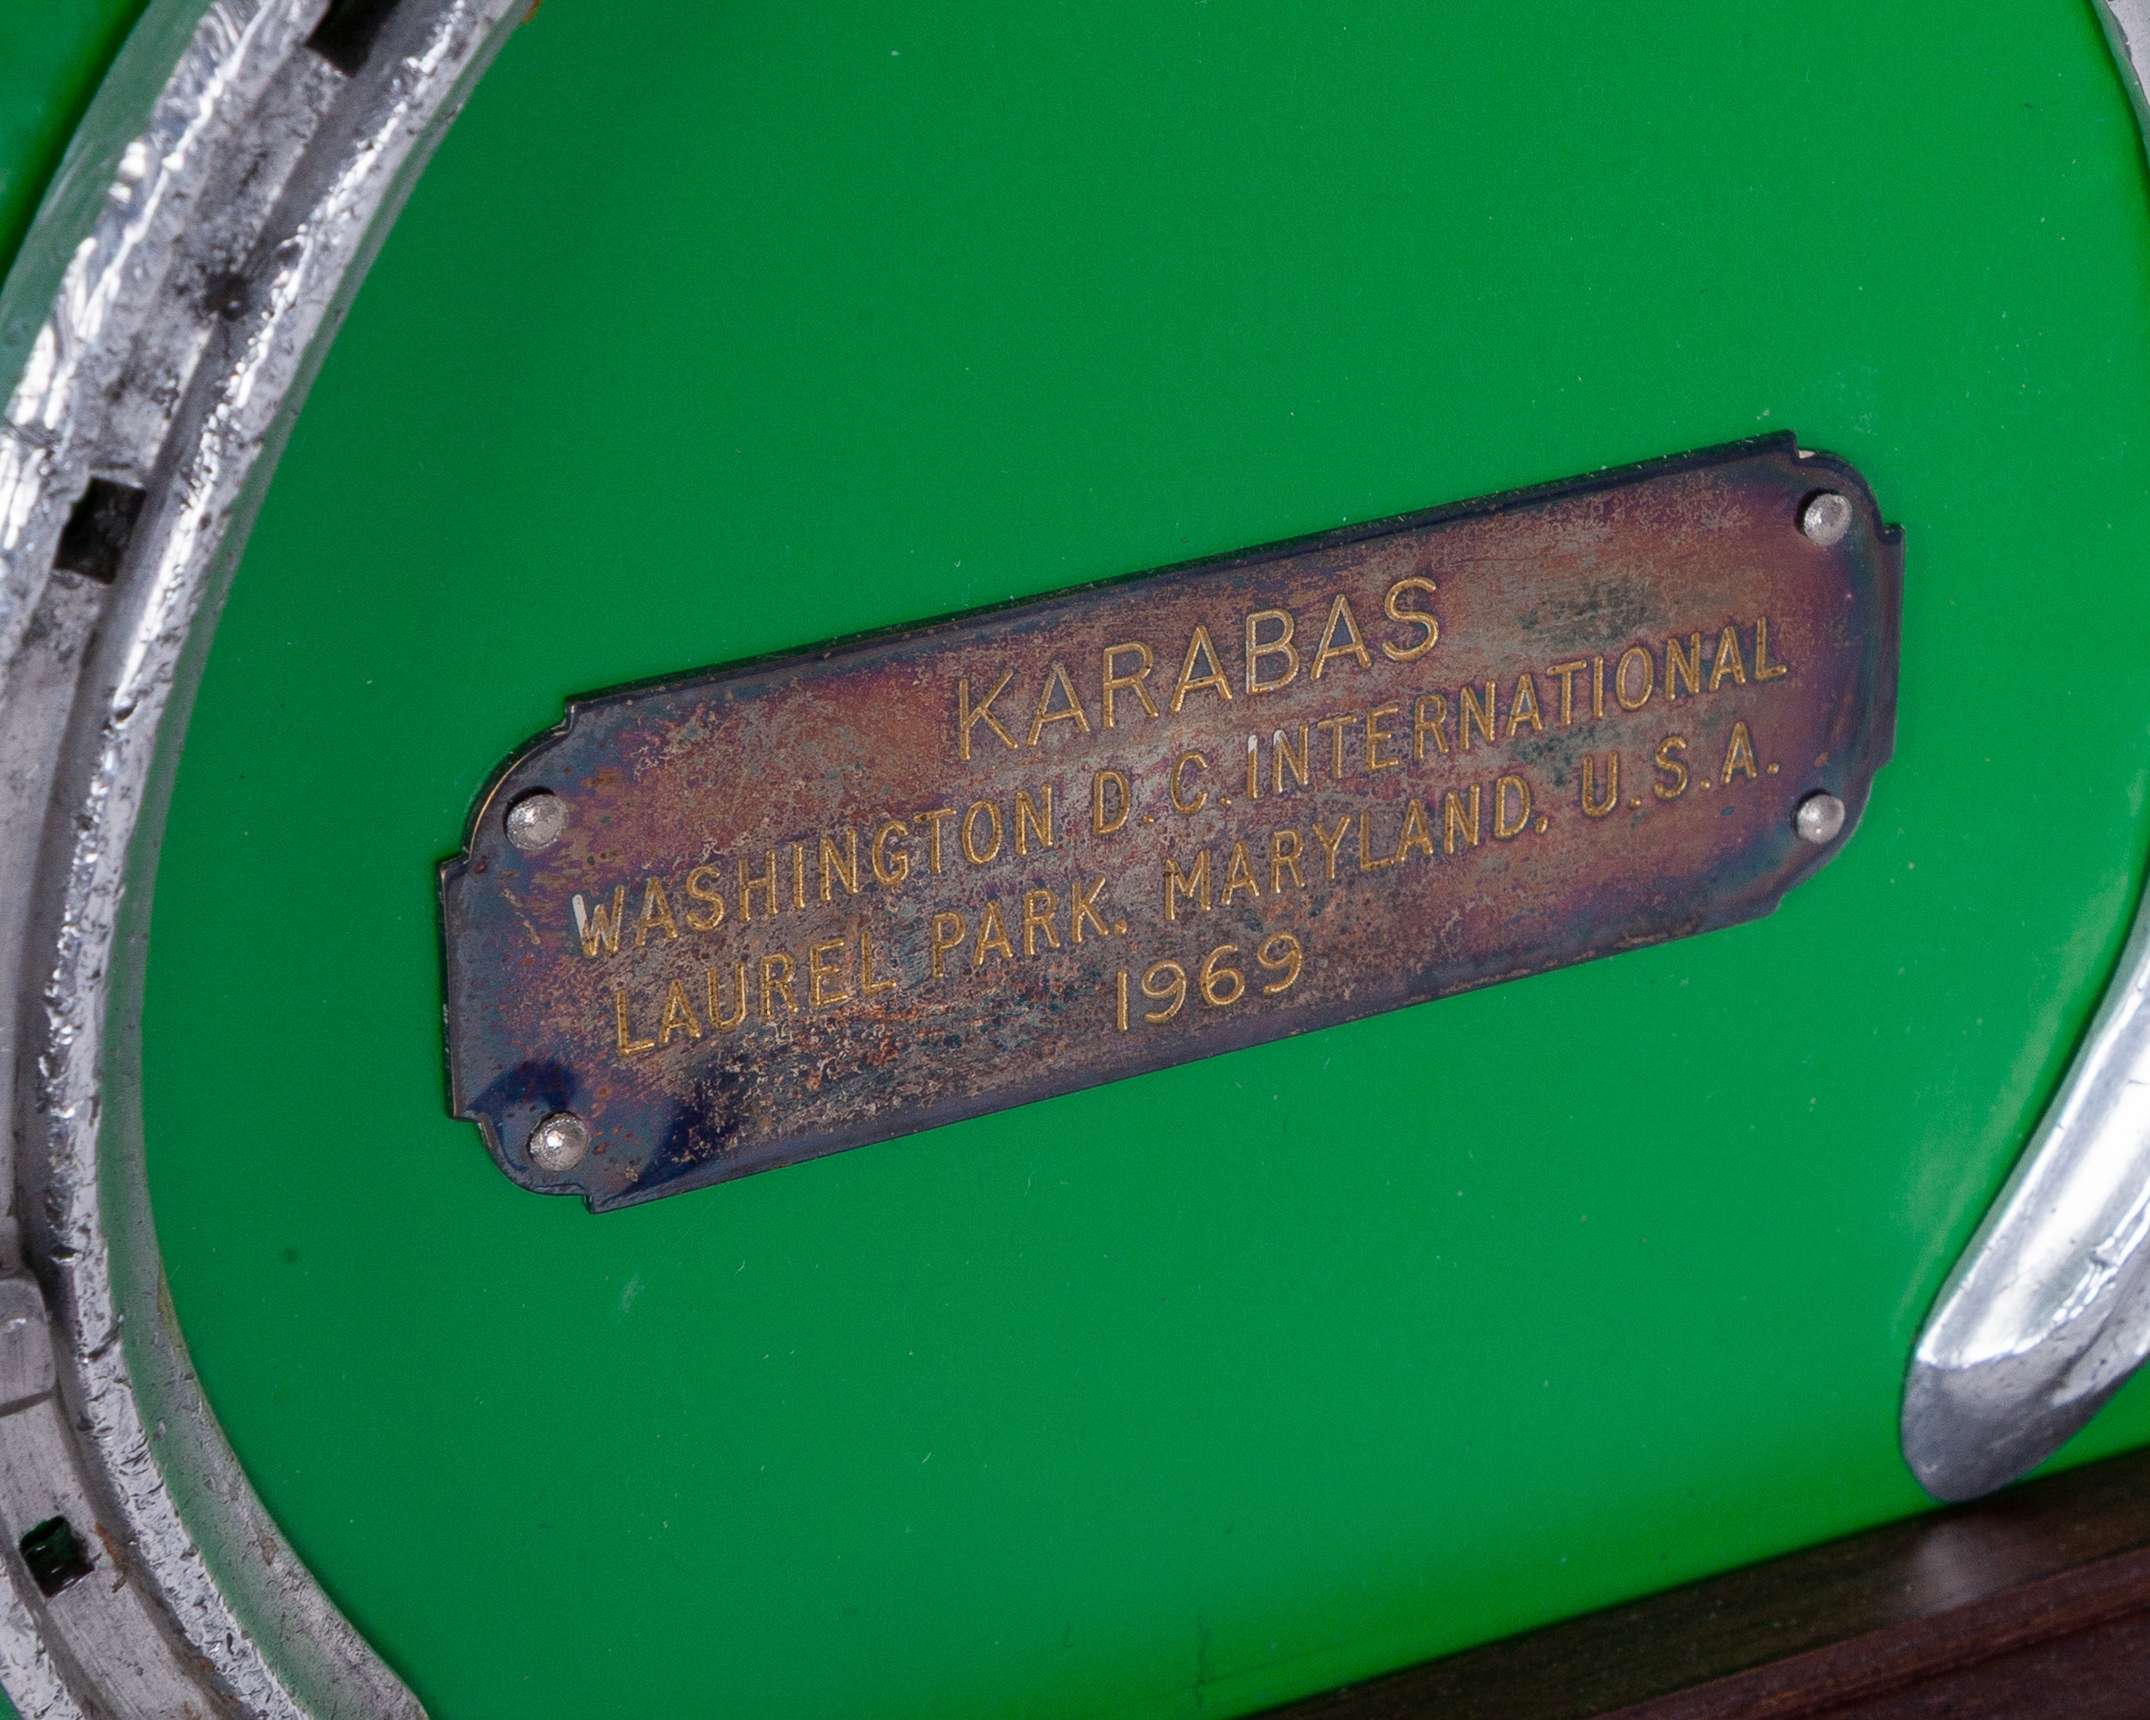 KARABAS
WASHINGTON D.C. INTERNATIONAL
LAUREL PARK, MARYLAND, U.S.A.
1969